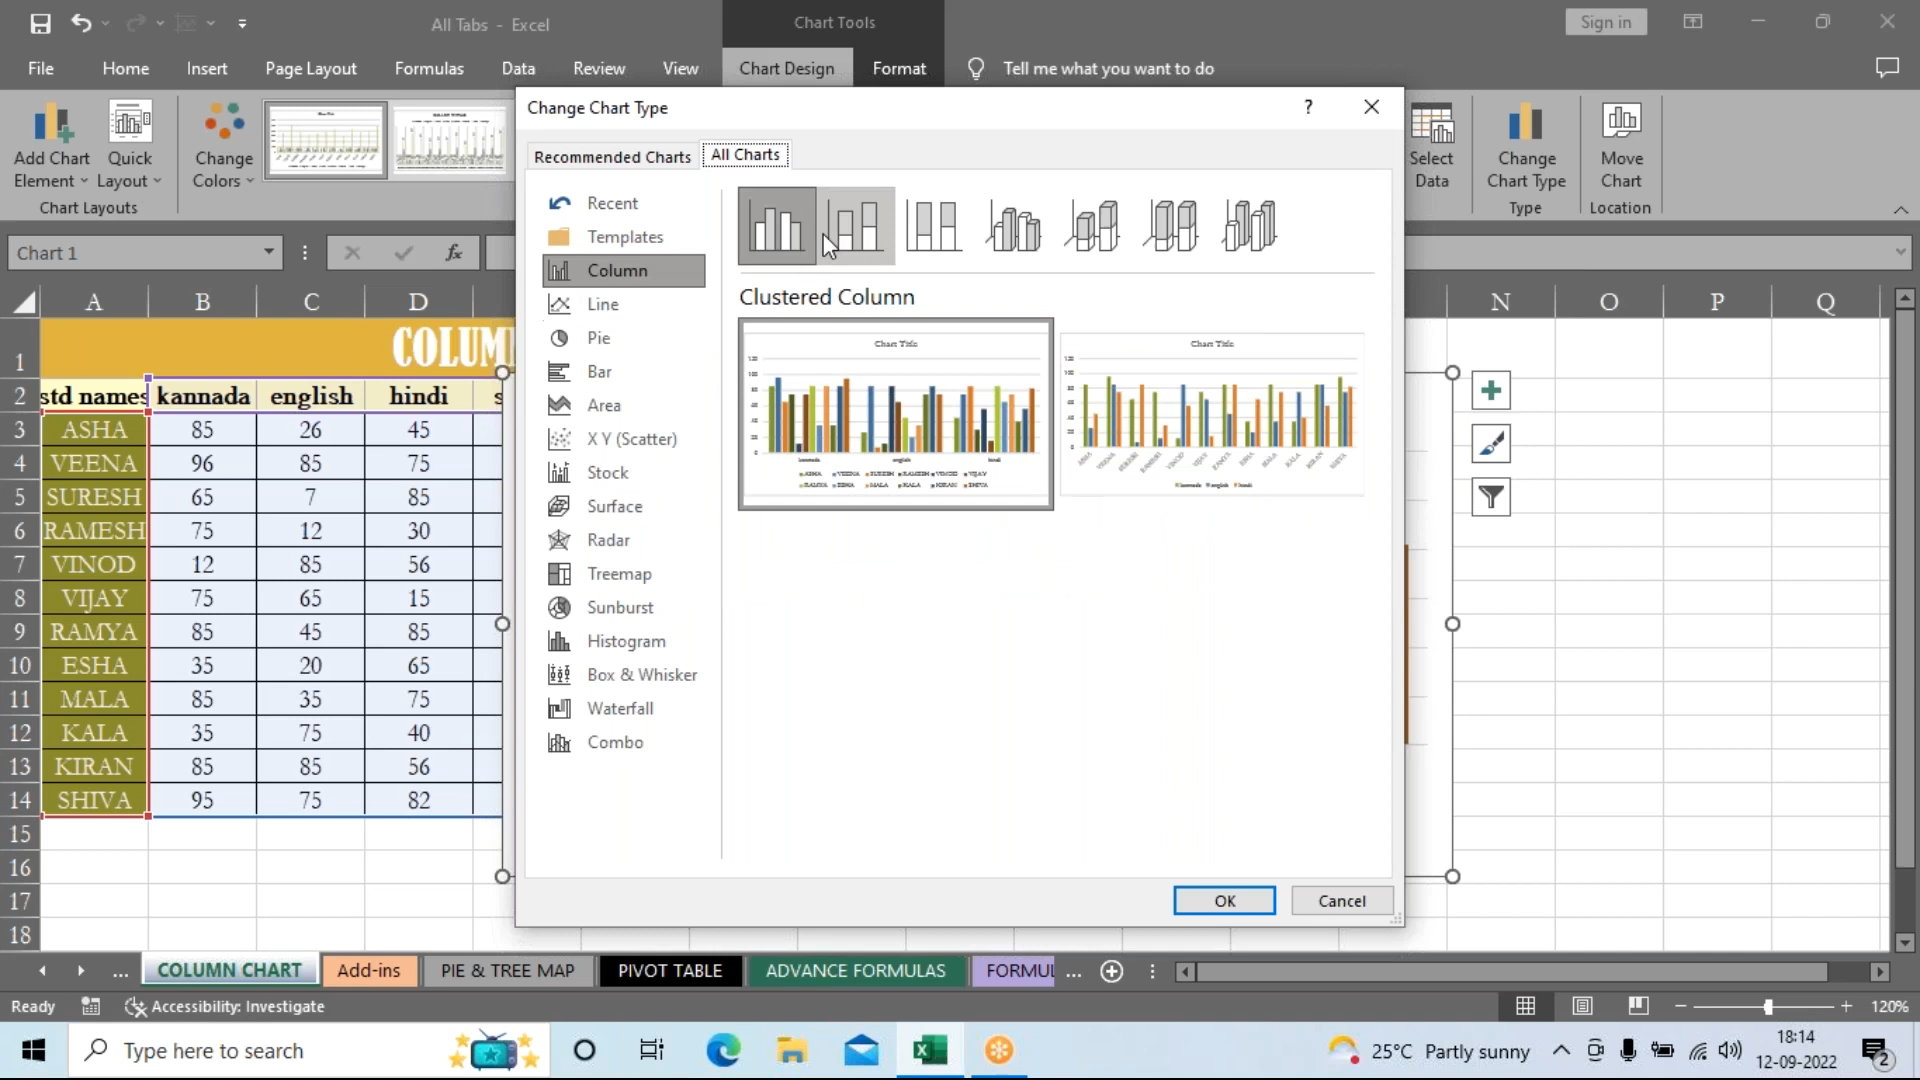 All Tabs - Excel
Chart Tools
Sign in
File Home Insert Page Layout Formulas Data Review View Chart Design Format Tell me what you want to do
Add Chart Element
Quick Layout
Change Colors
Select Data
Change Chart Type
Move Chart
Chart Layouts
Type
Location
Change Chart Type
?
Recommended Charts
All Charts
Chart 1
fx
Recent
Templates
Column
Line
Pie
Bar
Area
X Y (Scatter)
Stock
Surface
Radar
Treemap
Sunburst
Histogram
Box & Whisker
Waterfall
Combo
Clustered Column
Chart Title
Chart Title
OK
Cancel
A B C D N O P Q
1 COLUM
2 std names kannada english hindi s
3 ASHA 85 26 45
4 VEENA 96 85 75
5 SURESH 65 7 85
6 RAMESH 75 12 30
7 VINOD 12 85 56
8 VIJAY 75 65 15
9 RAMYA 85 45 85
10 ESHA 35 20 65
11 MALA 85 35 75
12 KALA 35 75 40
13 KIRAN 85 85 56
14 SHIVA 95 75 82
15
16
17
18
... COLUMN CHART Add-ins PIE & TREE MAP PIVOT TABLE ADVANCE FORMULAS FORMUL ...
Ready Accessibility: Investigate 120%
Type here to search
25°C Partly sunny
18:14
12-09-2022
2